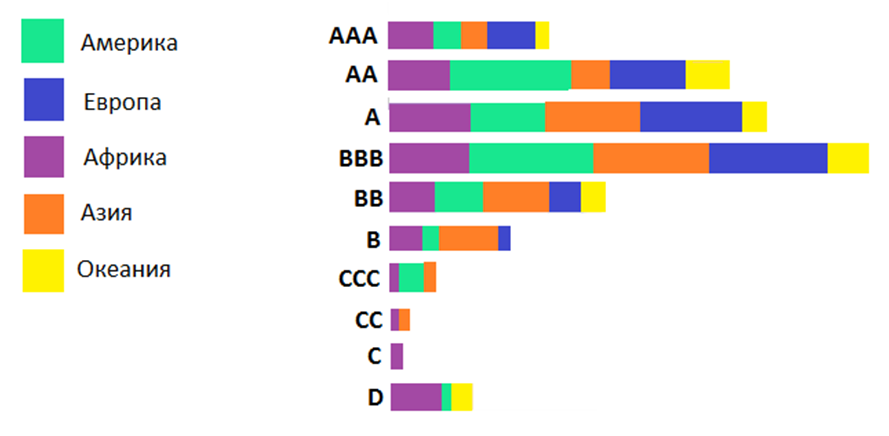 Америка
Европа
Африка
Азия
Океания
AAA
AA
A
BBB
BB
B
CCC
CC
C
D